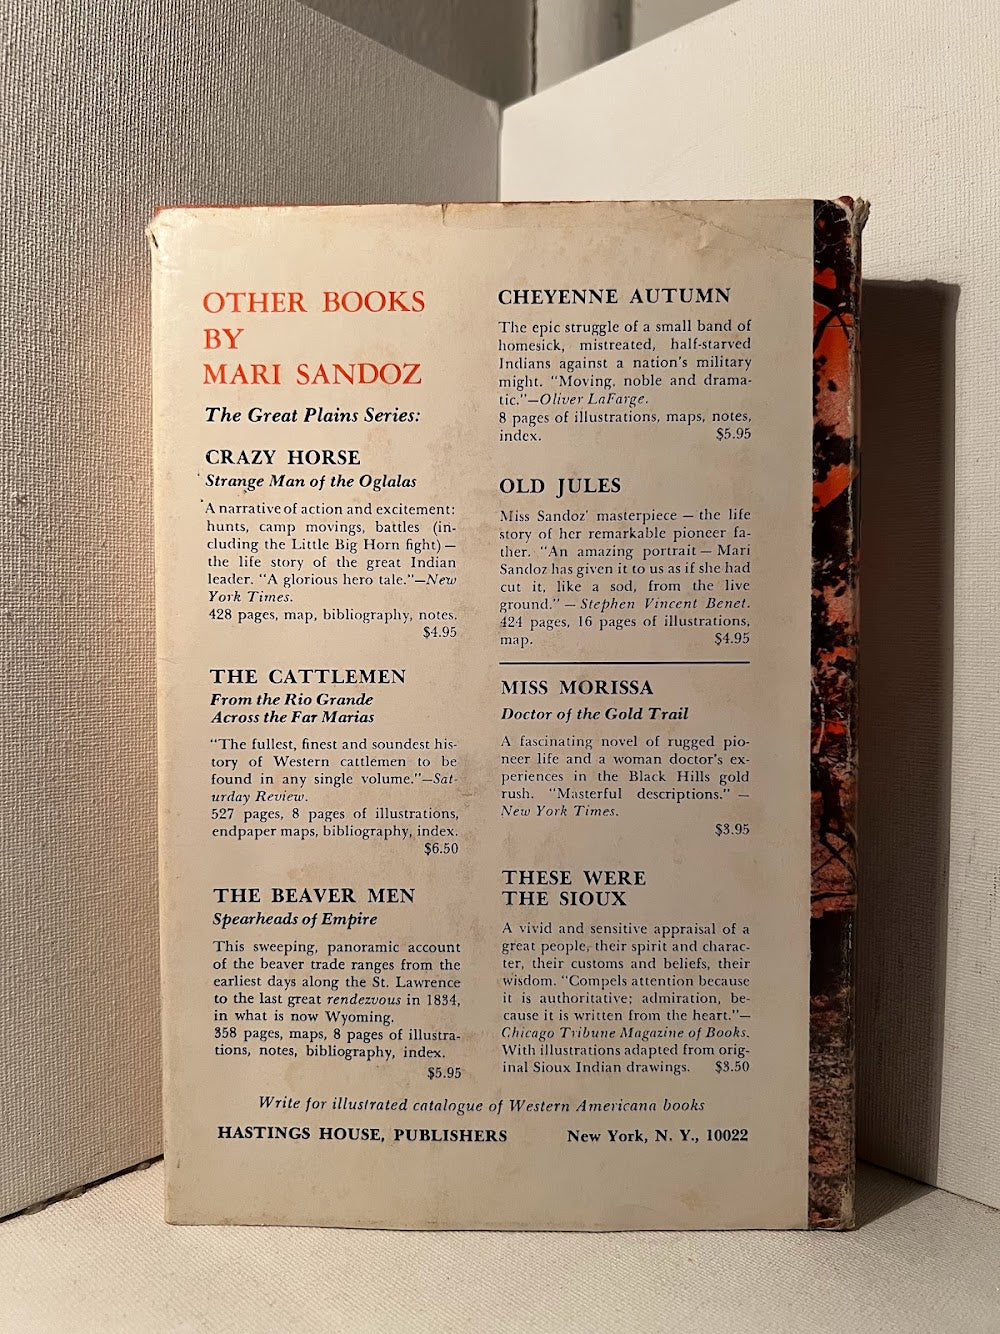 OTHER BOOKS
BY
MARI SANDOZ
The Great Plains Series:
CRAZY HORSE
Strange Man of the Oglalas
A narrative of action and excitement:
hunts, camp movings, battles (in-
cluding the Little Big Horn fight) —
the life story of the great Indian
leader. "A glorious hero tale."—New
York Times.
428 pages, map, bibliography, notes.
$4.95
THE CATTLEMEN
From the Rio Grande
Across the Far Marias
"The fullest, finest and soundest his-
tory of Western cattlemen to be
found in any single volume."—Sat-
urday Review.
527 pages, 8 pages of illustrations,
endpaper maps, bibliography, index.
$6.50
THE BEAVER MEN
Spearheads of Empire
This sweeping, panoramic account
of the beaver trade ranges from the
earliest days along the St. Lawrence
to the last great rendezvous in 1834,
in what is now Wyoming.
358 pages, maps, 8 pages of illustra-
tions, notes, bibliography, index.
$5.95
CHEYENNE AUTUMN
The epic struggle of a small band of
homesick, mistreated, half-starved
Indians against a nation's military
might. "Moving, noble and drama-
tic."—Oliver LaFarge.
8 pages of illustrations, maps, notes,
index. $5.95
OLD JULES
Miss Sandoz' masterpiece — the life
story of her remarkable pioneer fa-
ther. "An amazing portrait — Mari
Sandoz has given it to us as if she had
cut it, like a sod, from the live
ground." — Stephen Vincent Benet.
424 pages, 16 pages of illustrations,
map. $4.95
MISS MORISSA
Doctor of the Gold Trail
A fascinating novel of rugged pio-
neer life and a woman doctor's ex-
periences in the Black Hills gold
rush. "Masterful descriptions." —
New York Times.
$3.95
THESE WERE
THE SIOUX
A vivid and sensitive appraisal of a
great people, their spirit and charac-
ter, their customs and beliefs, their
wisdom. "Compels attention because
it is authoritative; admiration, be-
cause it is written from the heart."—
Chicago Tribune Magazine of Books.
With illustrations adapted from orig-
inal Sioux Indian drawings. $3.50
Write for illustrated catalogue of Western Americana books
HASTINGS HOUSE, PUBLISHERS New York, N. Y., 10022